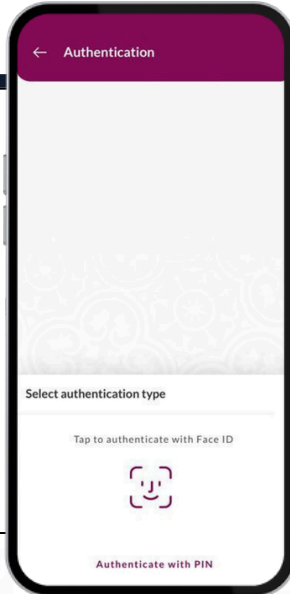 Authentication
Select authentication type
Tap to authenticate with Face ID
Authenticate with PIN